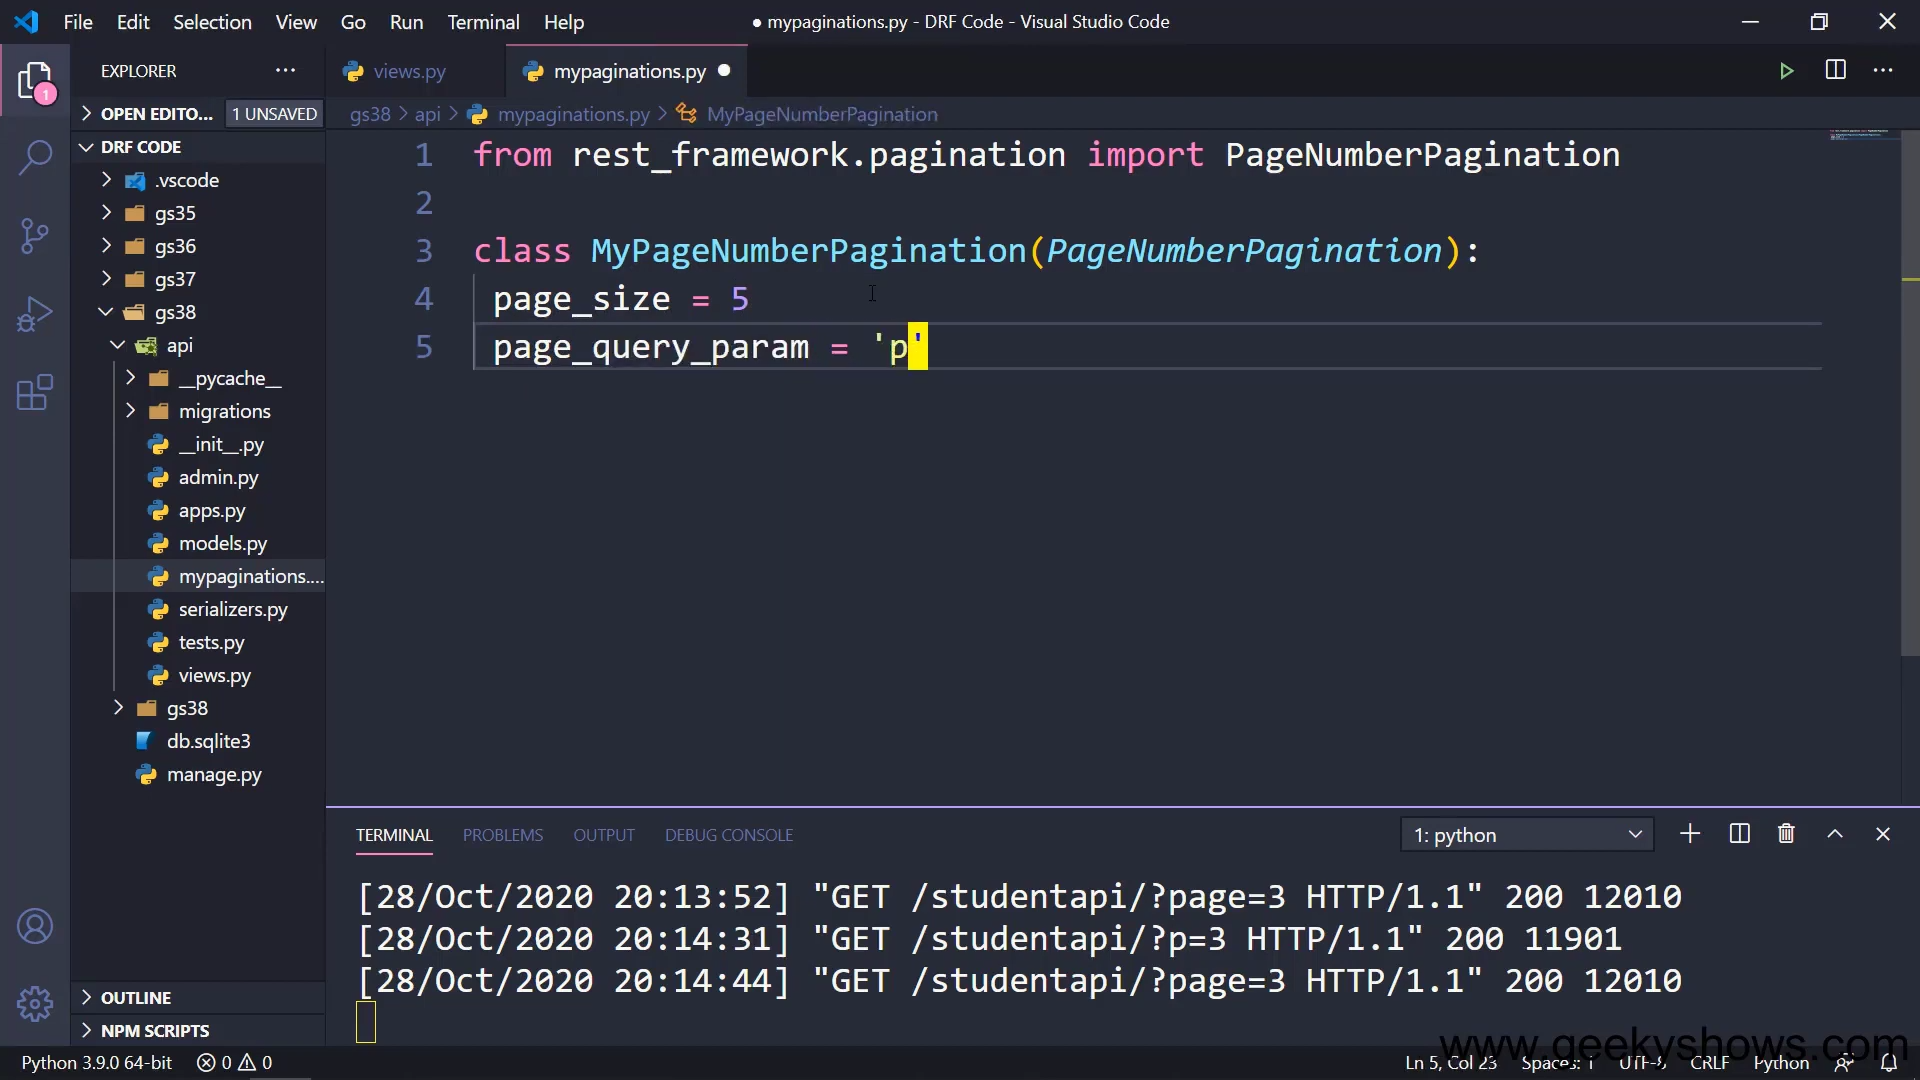 File Edit Selection View Go Run Terminal Help
● mypaginations.py - DRF Code - Visual Studio Code
EXPLORER
views.py
mypaginations.py
OPEN EDITO... 1 UNSAVED
gs38 > api > mypaginations.py > MyPageNumberPagination
DRF CODE
.vscode
gs35
gs36
gs37
gs38
api
__pycache__
migrations
__init__.py
admin.py
apps.py
models.py
mypaginations....
serializers.py
tests.py
views.py
gs38
db.sqlite3
manage.py
OUTLINE
NPM SCRIPTS
1 from rest_framework.pagination import PageNumberPagination
2
3 class MyPageNumberPagination(PageNumberPagination):
4 page_size = 5
5 page_query_param = 'p'
TERMINAL PROBLEMS OUTPUT DEBUG CONSOLE
1: python
[28/Oct/2020 20:13:52] "GET /studentapi/?page=3 HTTP/1.1" 200 12010
[28/Oct/2020 20:14:31] "GET /studentapi/?p=3 HTTP/1.1" 200 11901
[28/Oct/2020 20:14:44] "GET /studentapi/?page=3 HTTP/1.1" 200 12010
www.geekyshows.com
Python 3.9.0 64-bit 0 0
Ln 5, Col 23 Spaces: 1 UTF-8 CRLF Python
1